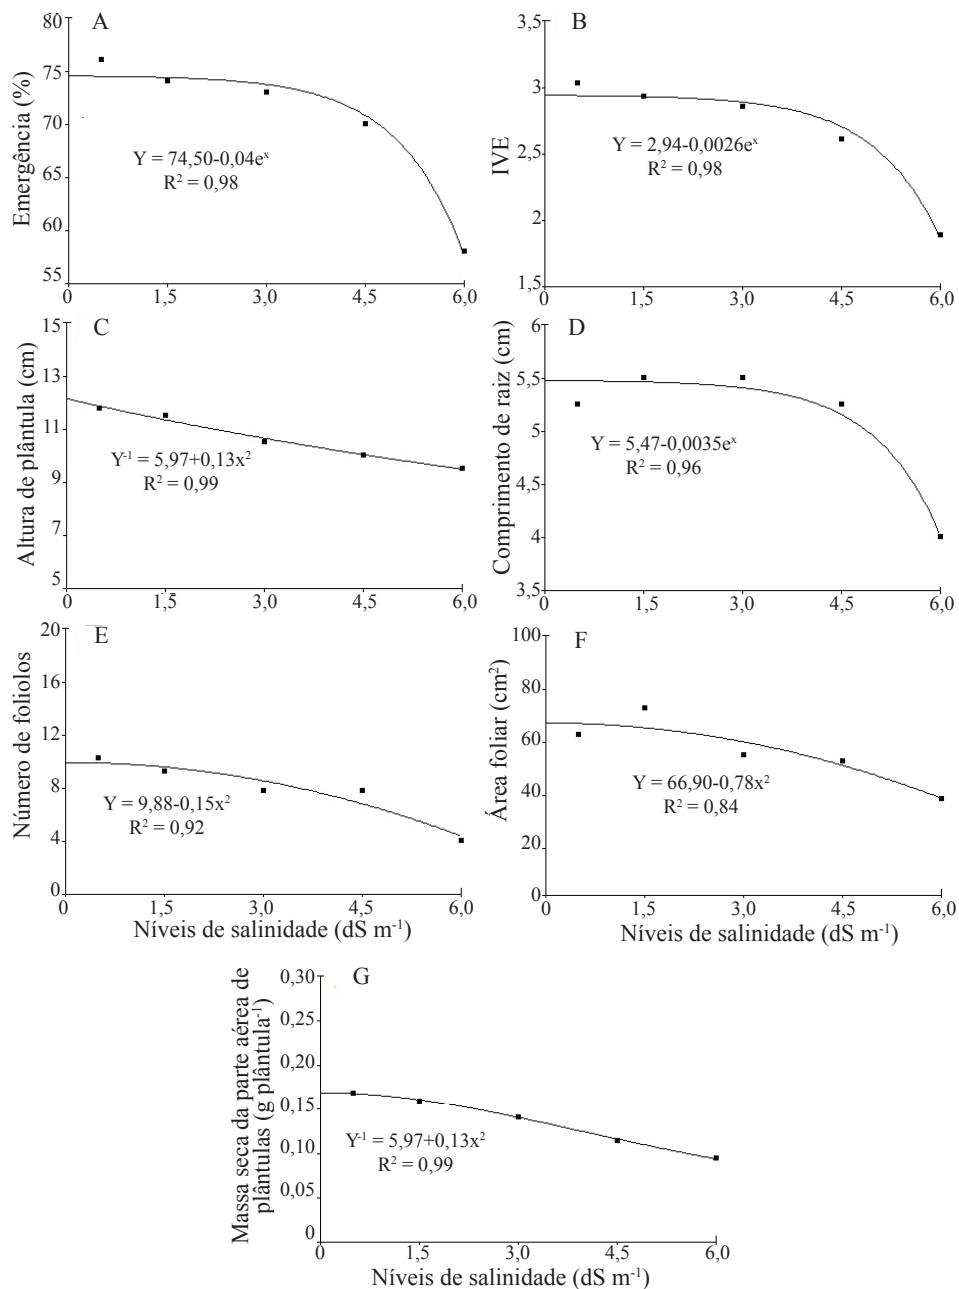 A
80
75
70
65
60
55
Emergência (%)
Y = 74,50-0,04eˣ
R² = 0,98
0
1,5
3,0
4,5
6,0
B
3,5
3
2,5
2
1,5
IVE
Y = 2,94-0,0026eˣ
R² = 0,98
0
1,5
3,0
4,5
6,0
C
15
13
11
9
7
5
Altura de plântula (cm)
Y⁻¹ = 5,97+0,13x²
R² = 0,99
0
1,5
3,0
4,5
6,0
D
6
5,5
5
4,5
4
3,5
Comprimento de raiz (cm)
Y = 5,47-0,0035eˣ
R² = 0,96
0
1,5
3,0
4,5
6,0
E
20
16
12
8
4
0
Número de foliolos
Y = 9,88-0,15x²
R² = 0,92
0
1,5
3,0
4,5
6,0
Níveis de salinidade (dS m⁻¹)
F
100
80
60
40
20
0
Área foliar (cm²)
Y = 66,90-0,78x²
R² = 0,84
0
1,5
3,0
4,5
6,0
Níveis de salinidade (dS m⁻¹)
G
0,30
0,25
0,20
0,15
0,10
0,05
0
Massa seca da parte aérea de
plântulas (g plântula⁻¹)
Y⁻¹ = 5,97+0,13x²
R² = 0,99
0
1,5
3,0
4,5
6,0
Níveis de salinidade (dS m⁻¹)